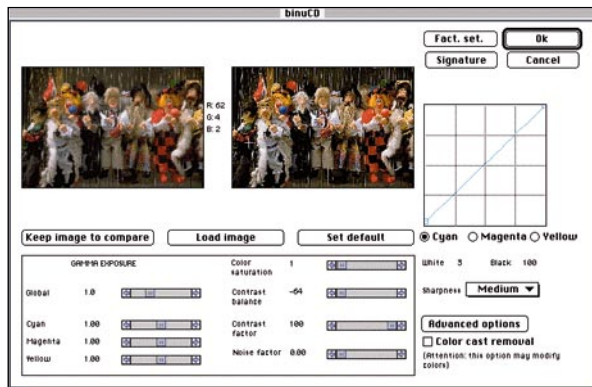 binuCD
Fact. set.
Ok
Signature
Cancel
R: 62
G: 4
B: 2
Keep image to compare
Load image
Set default
Cyan
Magenta
Yellow
GAMMA EXPOSURE
Global 1.0
Cyan 1.00
Magenta 1.00
Yellow 1.00
Color saturation 1
Contrast balance -64
Contrast factor 100
Noise factor 0.00
White 3 Black 100
Sharpness Medium
Advanced options
Color cast removal
(Attention: this option may modify
colors)